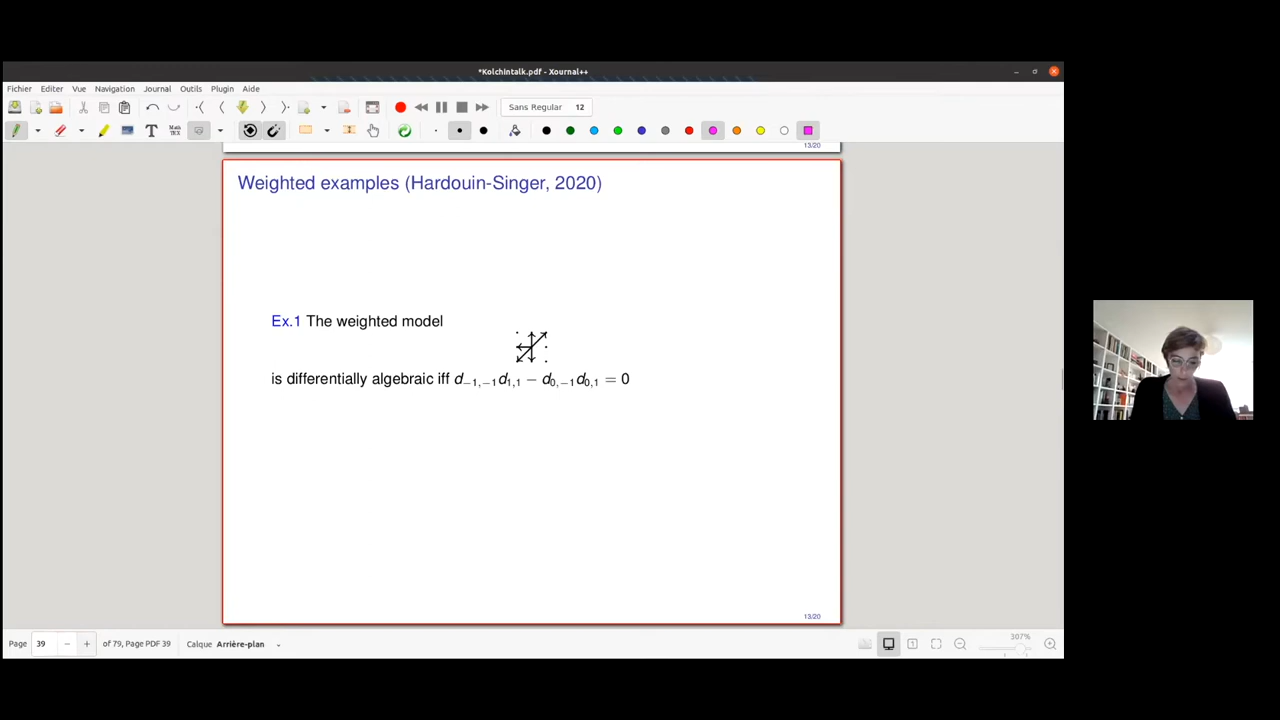 *Kolchintalk.pdf - Xournal++
Fichier Editer Vue Navigation Journal Outils Plugin Aide
Sans Regular 12
13/20
Weighted examples (Hardouin-Singer, 2020)
Ex.1 The weighted model
is differentially algebraic iff d₋₁,₋₁d₁,₁ − d₀,₋₁d₀,₁ = 0
13/20
Page 39 − + of 79, Page PDF 39 Calque Arrière-plan
307%